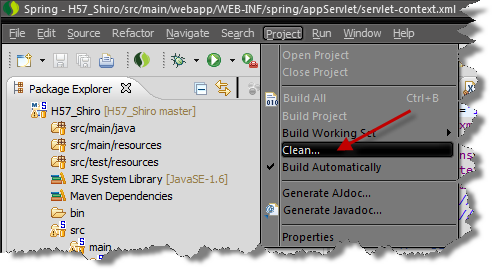 Spring - H57_Shiro/src/main/webapp/WEB-INF/spring/appServlet/servlet-context.xml
File Edit Source Refactor Navigate Search Project Run Window
Package Explorer
H57_Shiro [H57_Shiro master]
src/main/java
src/main/resources
src/test/resources
JRE System Library [JavaSE-1.6]
Maven Dependencies
bin
src
main
Open Project
Close Project
Build All Ctrl+B
Build Project
Build Working Set
Clean...
Build Automatically
Generate AJdoc...
Generate Javadoc...
Properties